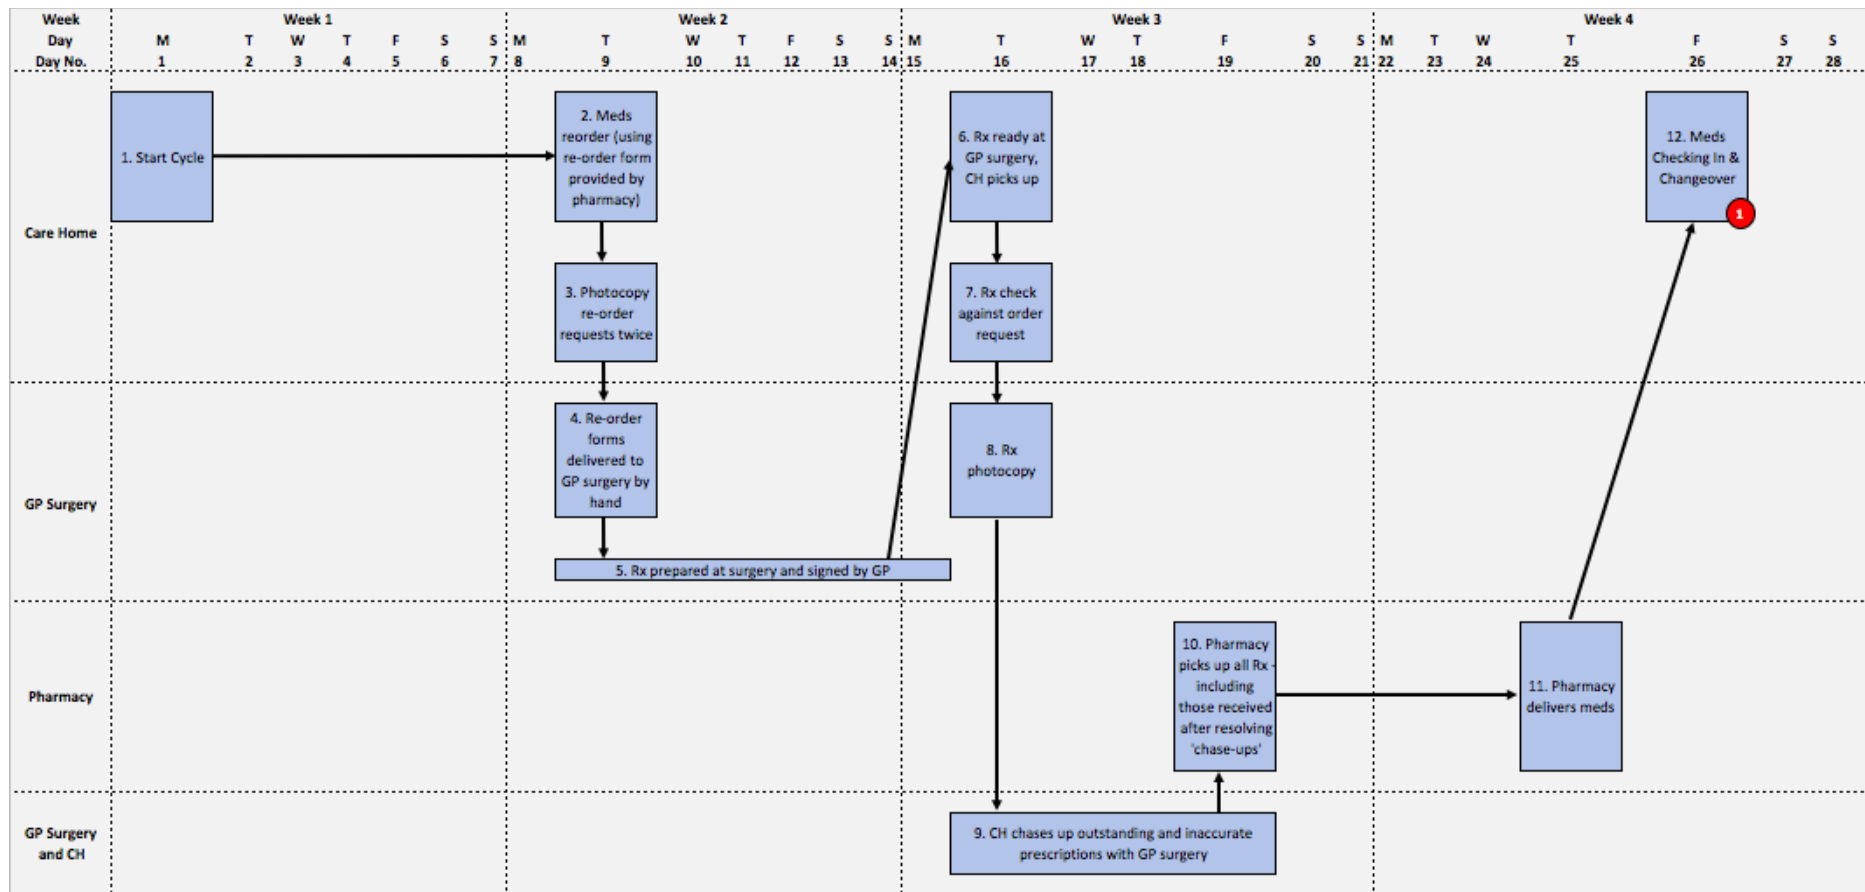 Week Week 1 Week 2 Week 3 Week 4
Day M T W T F S S M T W T F S S M T W T F S S M T W T F S S
Day No. 1 2 3 4 5 6 7 8 9 10 11 12 13 14 15 16 17 18 19 20 21 22 23 24 25 26 27 28
Care Home
1. Start Cycle
2. Meds
reorder (using
re-order form
provided by
pharmacy)
3. Photocopy
re-order
requests twice
6. Rx ready at
GP surgery,
CH picks up
7. Rx check
against order
request
12. Meds
Checking In &
Changeover
1
GP Surgery
4. Re-order
forms
delivered to
GP surgery by
hand
5. Rx prepared at surgery and signed by GP
8. Rx
photocopy
Pharmacy
10. Pharmacy
picks up all Rx -
including
those received
after resolving
'chase-ups'
11. Pharmacy
delivers meds
GP Surgery
and CH
9. CH chases up outstanding and inaccurate
prescriptions with GP surgery